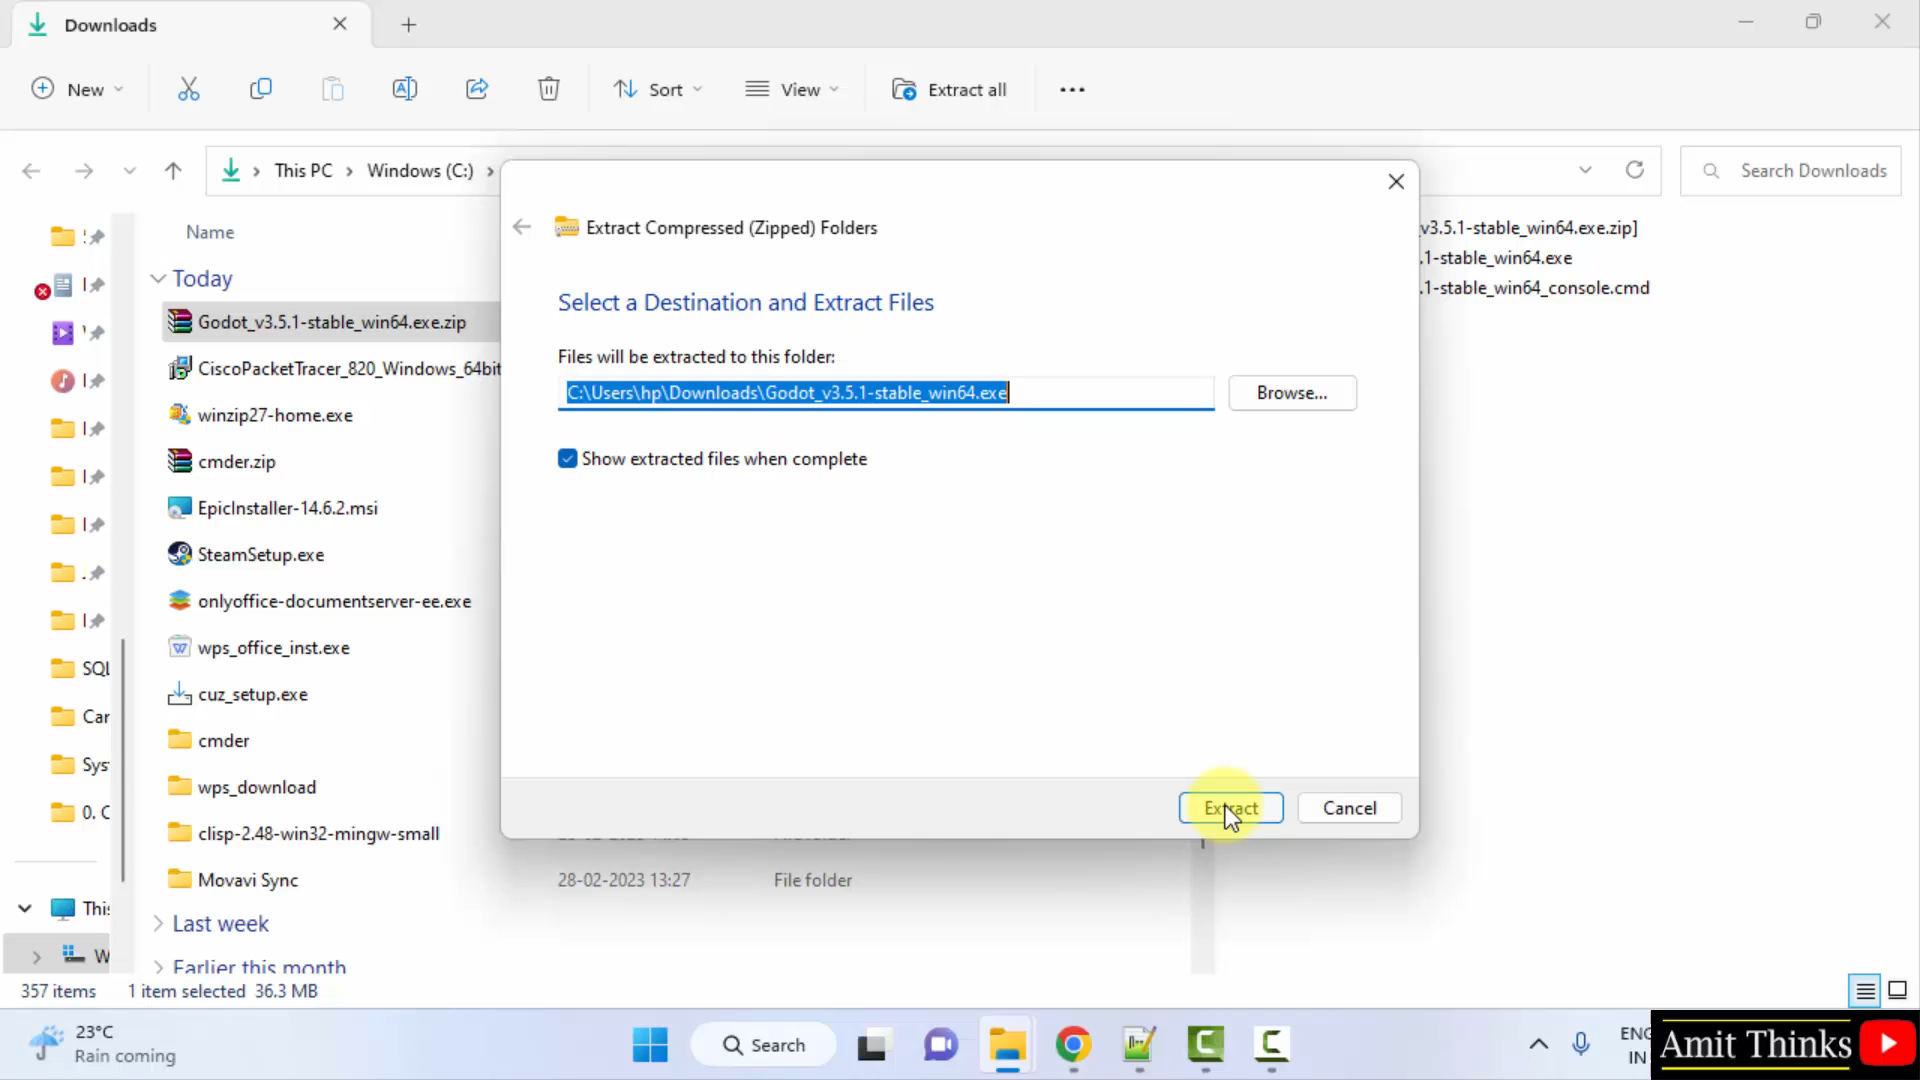 Downloads
New
Sort
View
Extract all
This PC
Windows (C:)
Search Downloads
Extract Compressed (Zipped) Folders
Select a Destination and Extract Files
Files will be extracted to this folder:
C:\Users\hp\Downloads\Godot_v3.5.1-stable_win64.exe
Browse...
Show extracted files when complete
Extract
Cancel
v3.5.1-stable_win64.exe.zip]
.1-stable_win64.exe
.1-stable_win64_console.cmd
Name
Today
Godot_v3.5.1-stable_win64.exe.zip
CiscoPacketTracer_820_Windows_64bit
winzip27-home.exe
cmder.zip
EpicInstaller-14.6.2.msi
SteamSetup.exe
onlyoffice-documentserver-ee.exe
wps_office_inst.exe
cuz_setup.exe
cmder
wps_download
clisp-2.48-win32-mingw-small
Movavi Sync
28-02-2023 13:27
File folder
Last week
Earlier this month
SQL
Car
Sys
0. C
This
W
357 items
1 item selected 36.3 MB
23°C
Rain coming
Search
ENG
IN
Amit Thinks